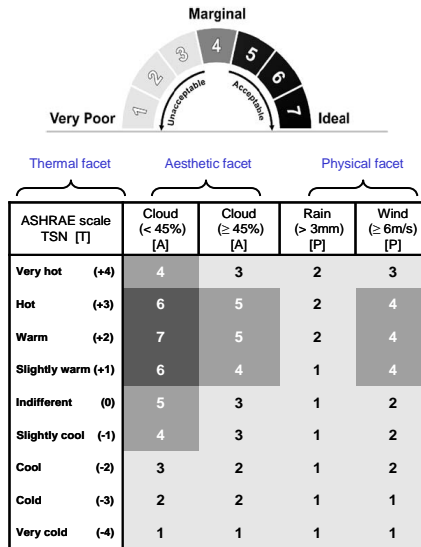 Marginal
1 2 3 4 5 6 7
Unacceptable
Acceptable
Very Poor
Ideal
Thermal facet Aesthetic facet Physical facet
ASHRAE scale TSN [T] Cloud (< 45%) [A] Cloud (≥ 45%) [A] Rain (> 3mm) [P] Wind (≥ 6m/s) [P]
Very hot (+4) 4 3 2 3
Hot (+3) 6 5 2 4
Warm (+2) 7 5 2 4
Slightly warm (+1) 6 4 1 4
Indifferent (0) 5 3 1 2
Slightly cool (-1) 4 3 1 2
Cool (-2) 3 2 1 2
Cold (-3) 2 2 1 1
Very cold (-4) 1 1 1 1